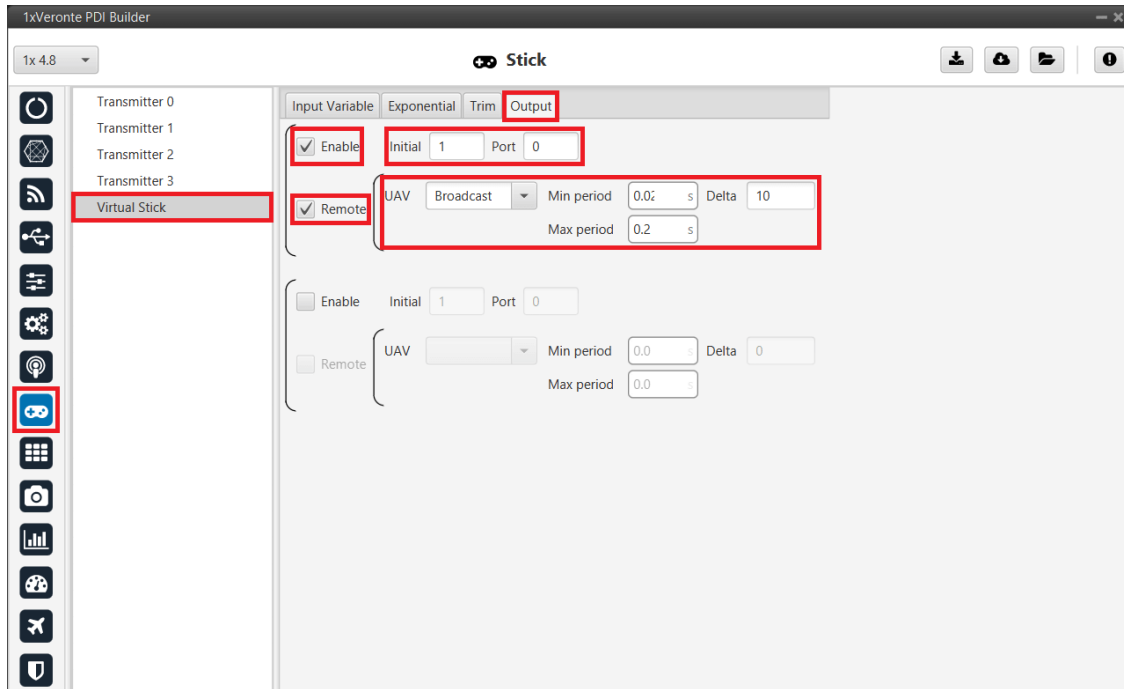 1xVeronte PDI Builder
1x 4.8
Stick
Transmitter 0
Transmitter 1
Transmitter 2
Transmitter 3
Virtual Stick
Input Variable Exponential Trim Output
Enable Initial 1 Port 0
Remote UAV Broadcast Min period 0.02 s Delta 10
Max period 0.2 s
Enable Initial 1 Port 0
Remote UAV Min period 0.0 s Delta 0
Max period 0.0 s